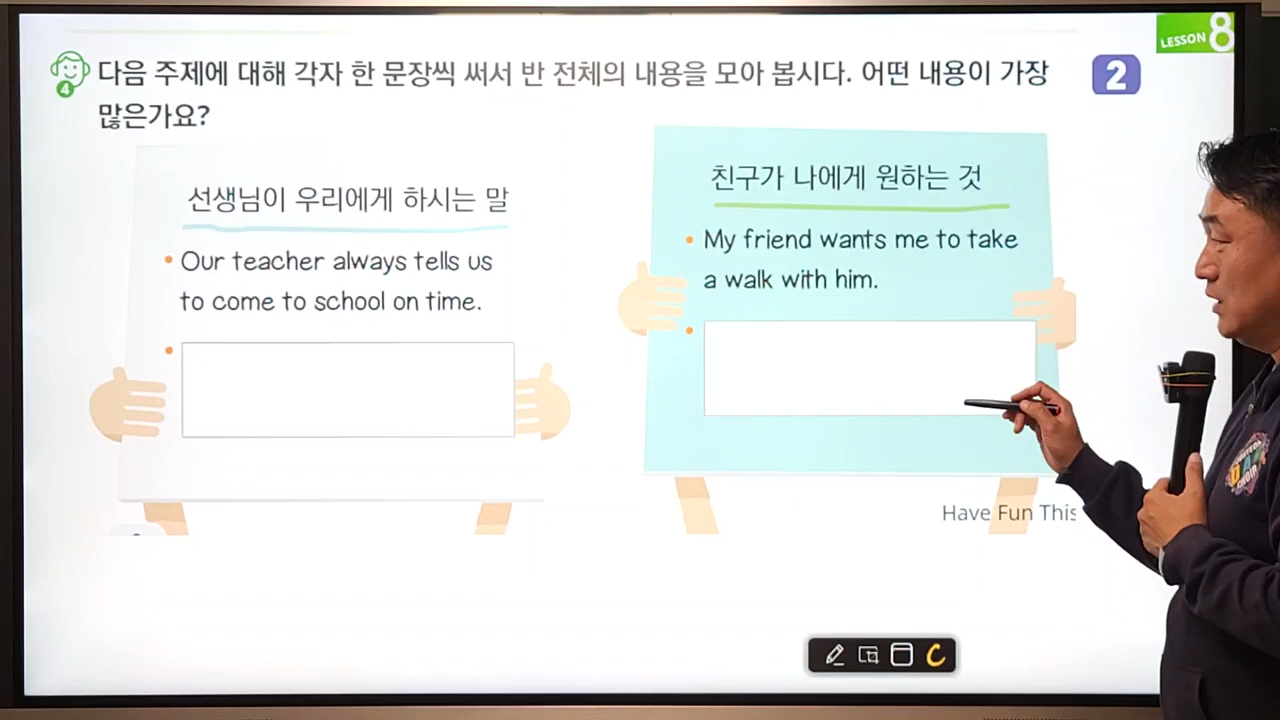 LESSON 8
4
다음 주제에 대해 각자 한 문장씩 써서 반 전체의 내용을 모아 봅시다. 어떤 내용이 가장
많은가요?
2
선생님이 우리에게 하시는 말
• Our teacher always tells us
to come to school on time.
•
친구가 나에게 원하는 것
• My friend wants me to take
a walk with him.
•
Have Fun This